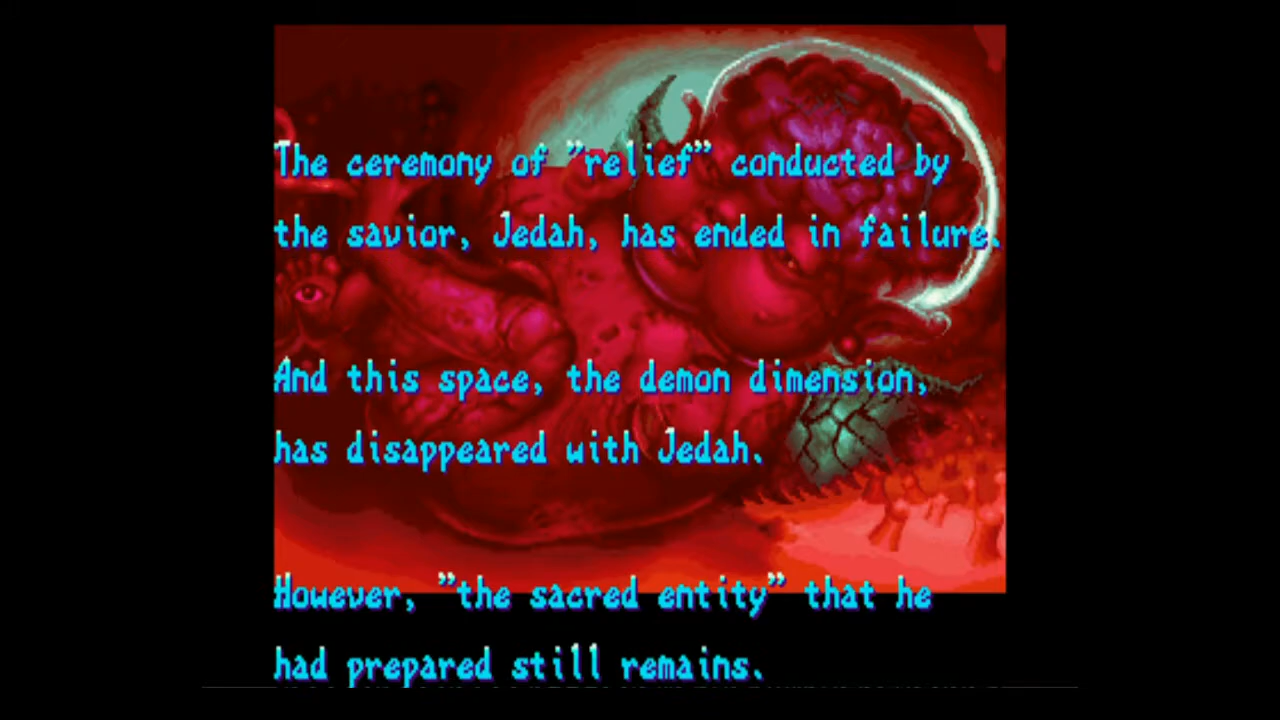 The ceremony of "relief" conducted by
the savior, Jedah, has ended in failure.
And this space, the demon dimension,
has disappeared with Jedah.
However, "the sacred entity" that he
had prepared still remains.